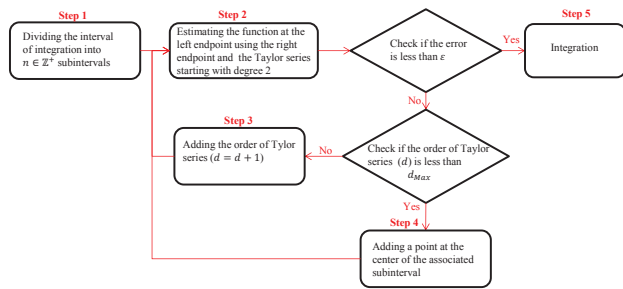 Step 1
Dividing the interval
of integration into
n ∈ ℤ⁺ subintervals
Step 2
Estimating the function at the
left endpoint using the right
endpoint and the Taylor series
starting with degree 2
Check if the error
is less than ε
Yes
Step 5
Integration
No
Check if the order of Taylor
series (d) is less than
d_Max
No
Step 3
Adding the order of Tylor
series (d = d + 1)
Yes
Step 4
Adding a point at the
center of the associated
subinterval